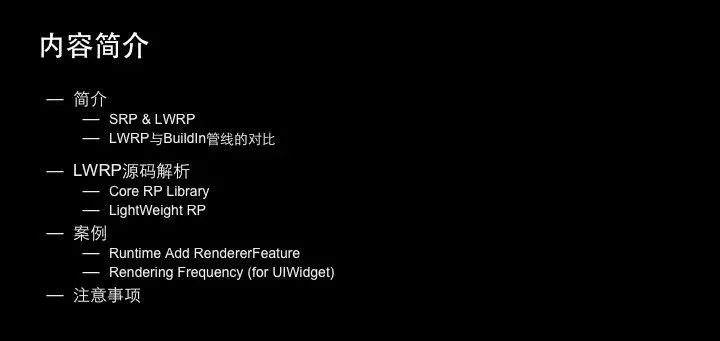 内容简介
— 简介
— SRP & LWRP
— LWRP与BuildIn管线的对比
— LWRP源码解析
— Core RP Library
— LightWeight RP
— 案例
— Runtime Add RendererFeature
— Rendering Frequency (for UIWidget)
— 注意事项